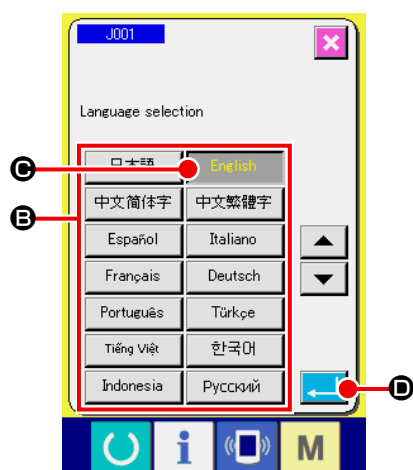 J001
Language selection
日本語 English
中文简体字 中文繁體字
Español Italiano
Français Deutsch
Português Türkçe
Tiếng Việt 한국어
Indonesia Русский
B
C
D
i M